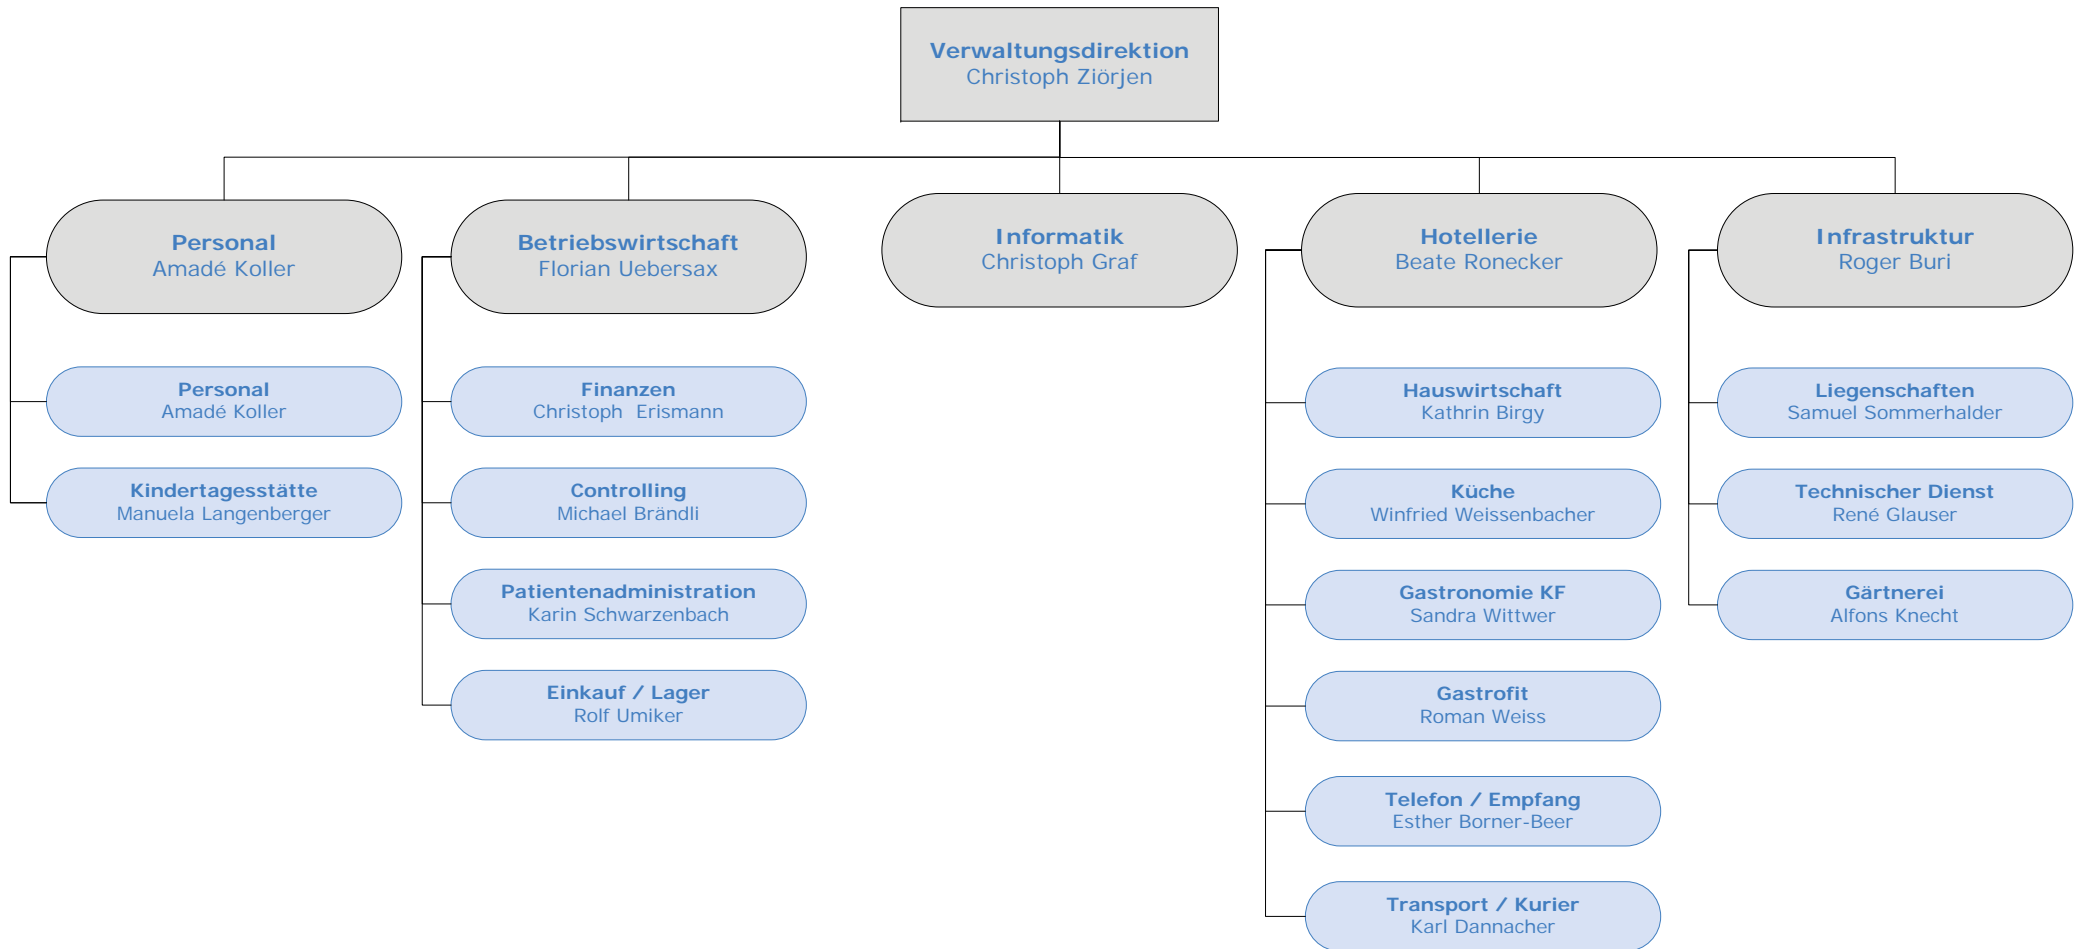 Verwaltungsdirektion
Christoph Ziörjen
Personal
Amadé Koller
Betriebswirtschaft
Florian Uebersax
Informatik
Christoph Graf
Hotellerie
Beate Ronecker
Infrastruktur
Roger Buri
Personal
Amadé Koller
Kindertagesstätte
Manuela Langenberger
Finanzen
Christoph  Erismann
Controlling
Michael Brändli
Patientenadministration
Karin Schwarzenbach
Einkauf / Lager
Rolf Umiker
Hauswirtschaft
Kathrin Birgy
Küche
Winfried Weissenbacher
Gastronomie KF
Sandra Wittwer
Gastrofit
Roman Weiss
Telefon / Empfang
Esther Borner-Beer
Transport / Kurier
Karl Dannacher
Liegenschaften
Samuel Sommerhalder
Technischer Dienst
René Glauser
Gärtnerei
Alfons Knecht